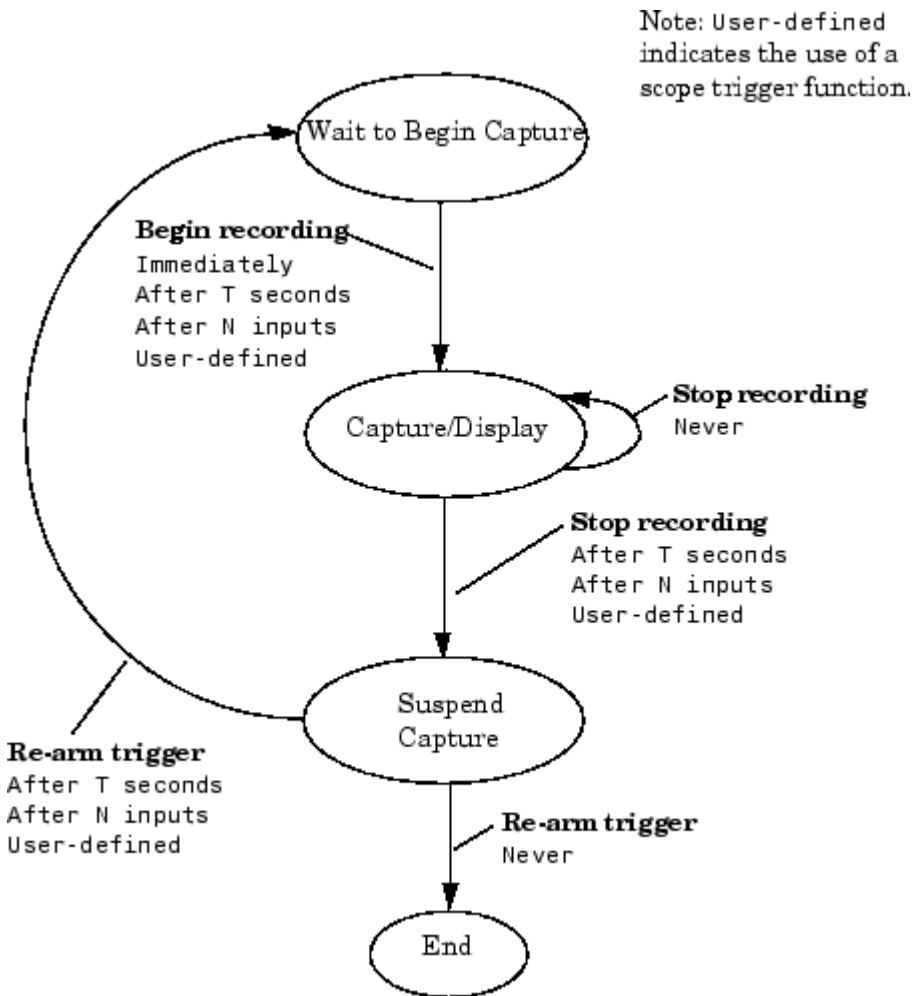 Note: User-defined
indicates the use of a
scope trigger function.
Wait to Begin Capture
Begin recording
Immediately
After T seconds
After N inputs
User-defined
Capture/Display
Stop recording
Never
Stop recording
After T seconds
After N inputs
User-defined
Suspend
Capture
Re-arm trigger
After T seconds
After N inputs
User-defined
Re-arm trigger
Never
End